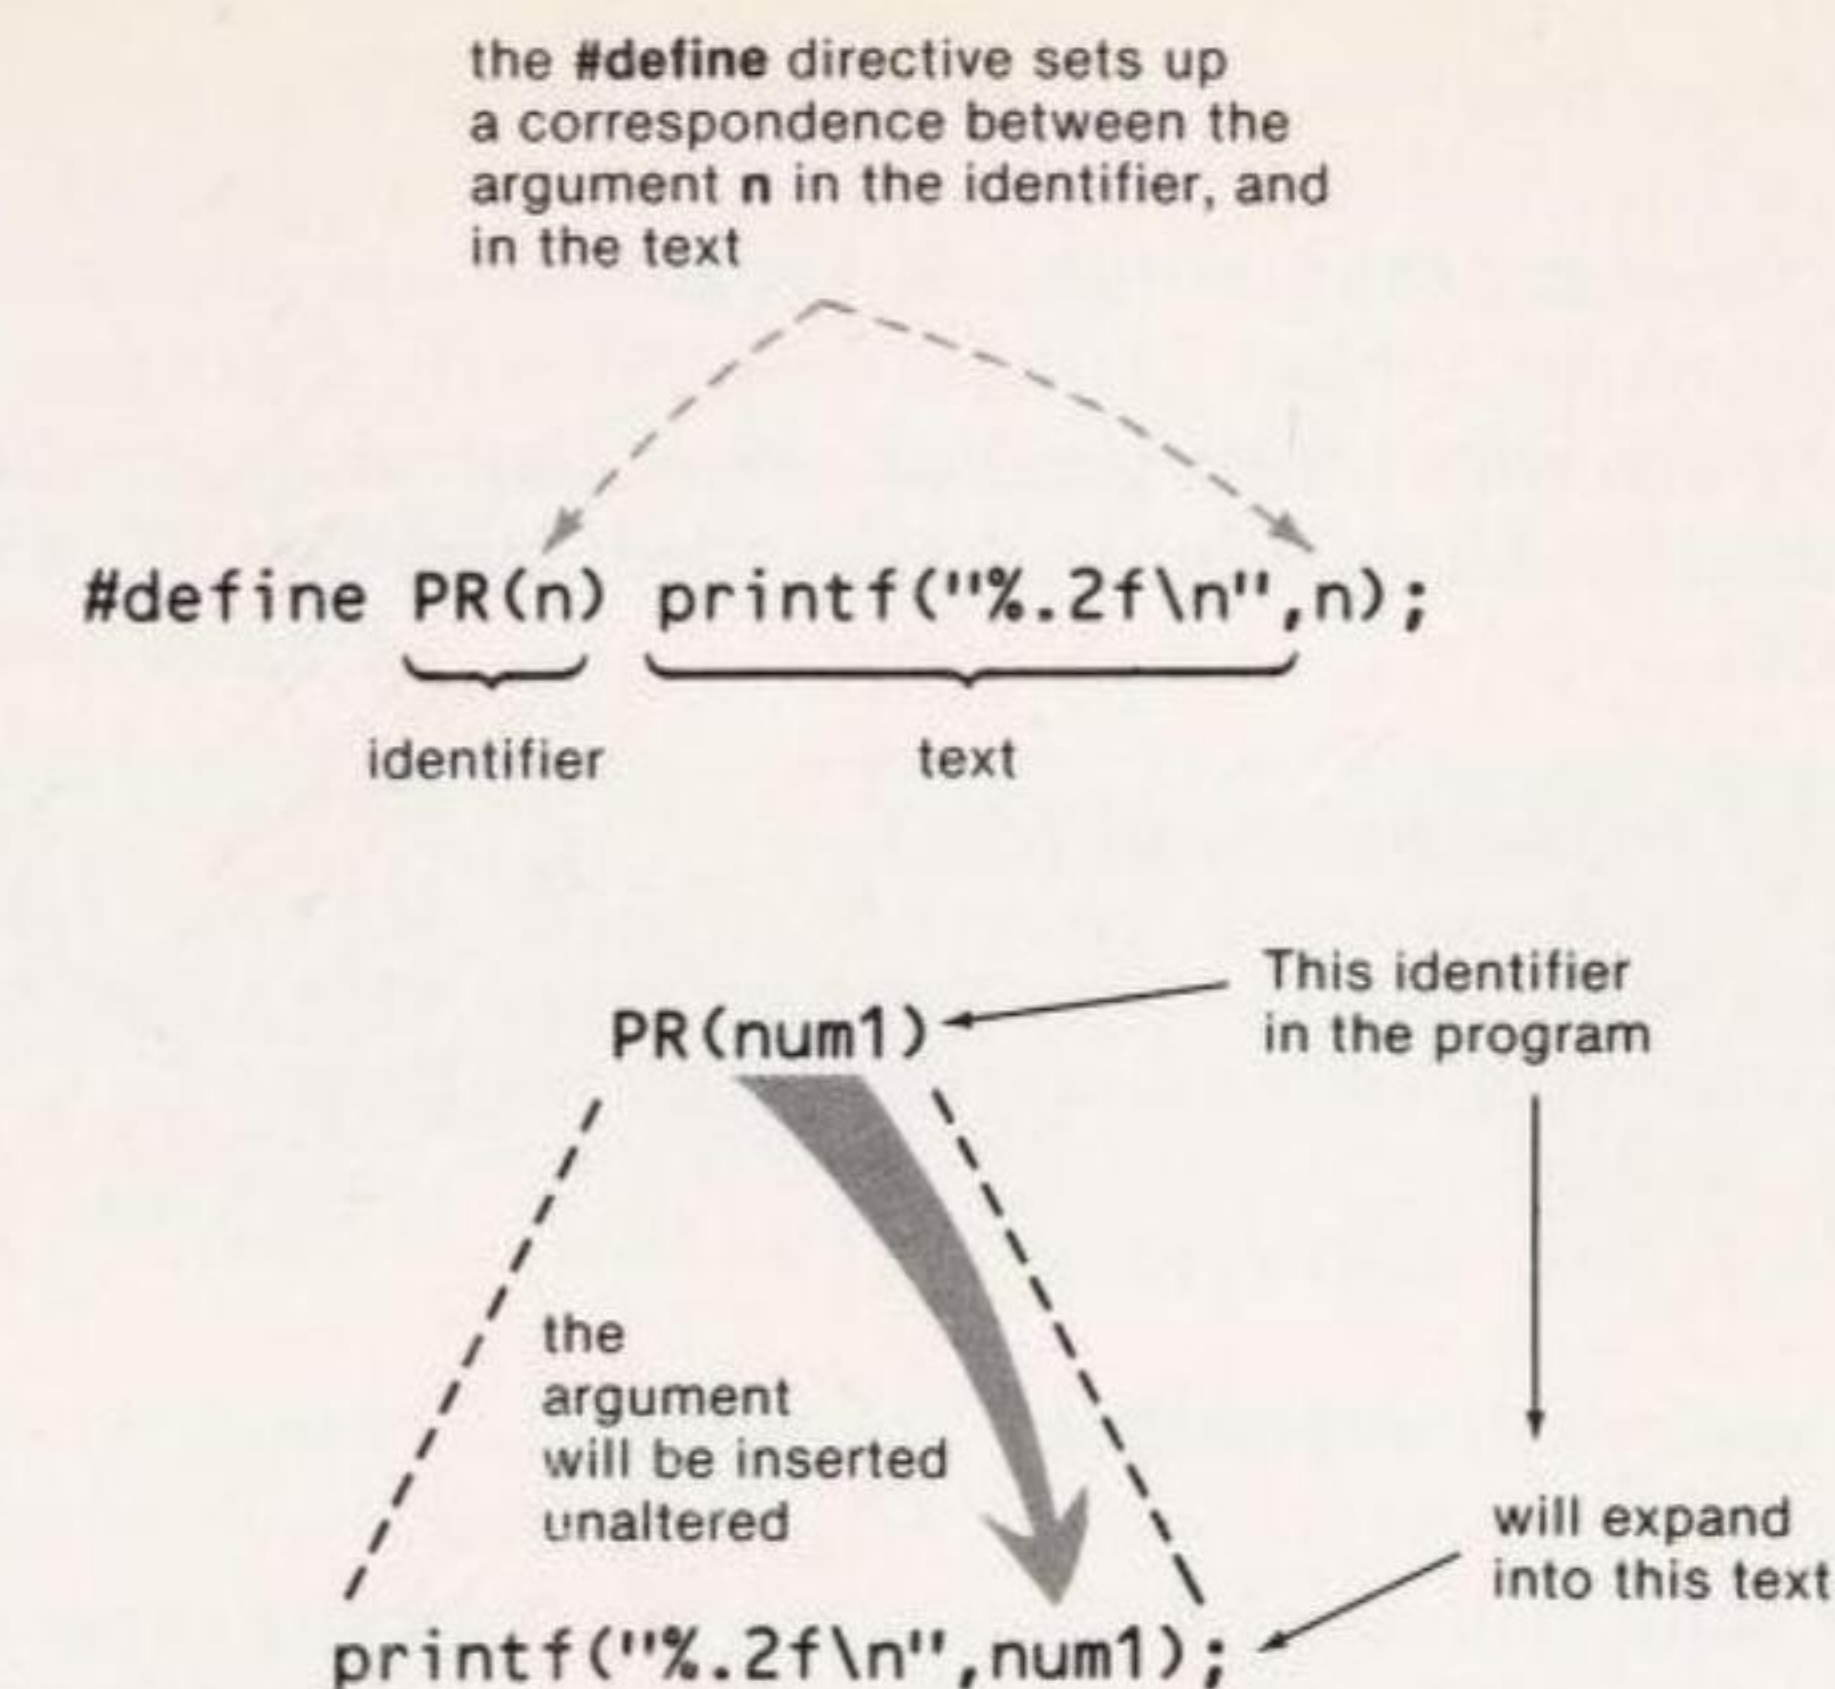 the #define directive sets up
a correspondence between the
argument n in the identifier, and
in the text
#define PR(n) printf("%.2f\n",n);
identifier text
This identifier
in the program
PR(num1)
the
argument
will be inserted
unaltered
will expand
into this text
printf("%.2f\n",num1);